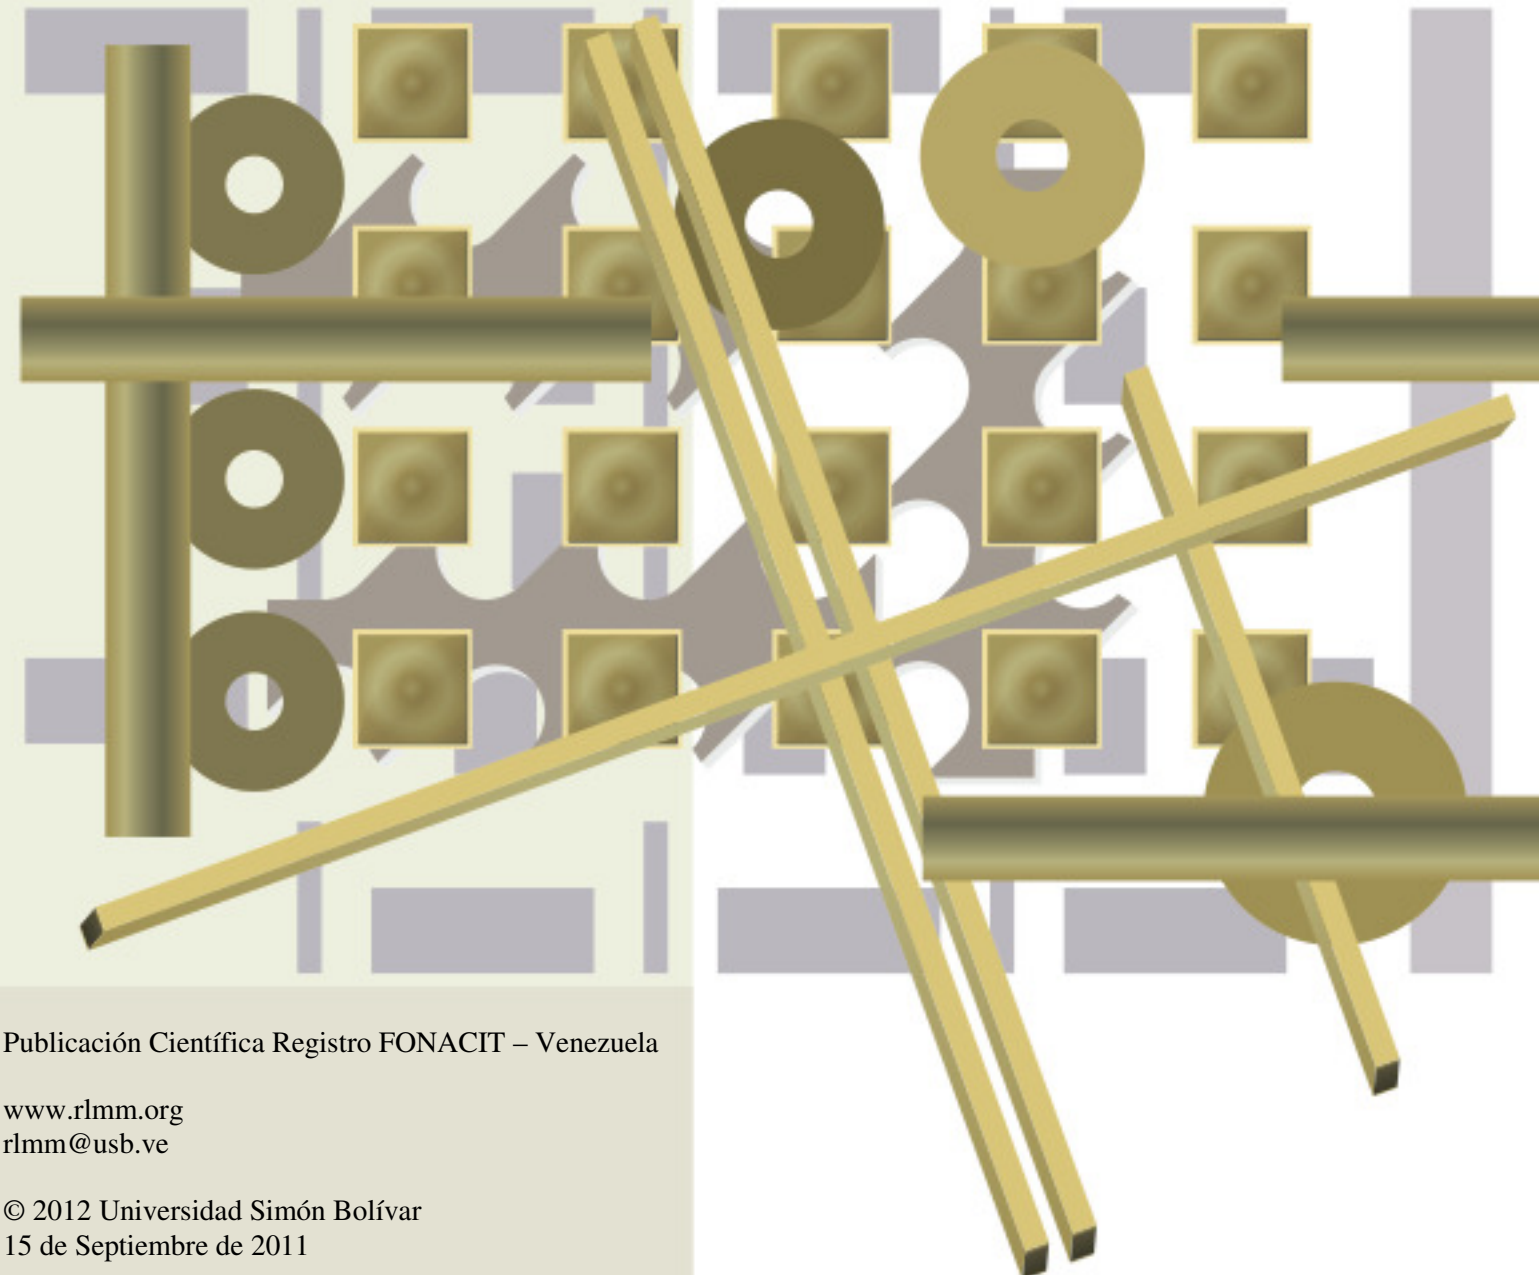 Publicación Científica Registro FONACIT – Venezuela
www.rlmm.org
rlmm@usb.ve
© 2012 Universidad Simón Bolívar
15 de Septiembre de 2011